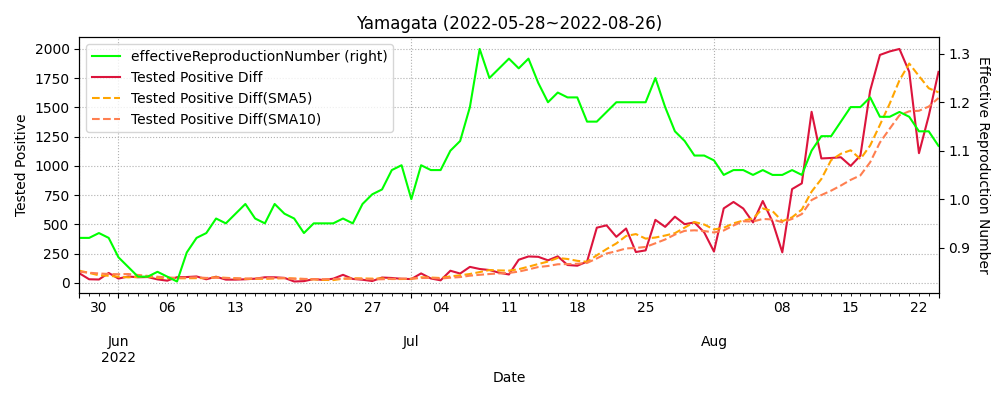 Yamagata (2022-05-28~2022-08-26)
effectiveReproductionNumber (right)
Tested Positive Diff
Tested Positive Diff(SMA5)
Tested Positive Diff(SMA10)
Tested Positive
2000
1750
1500
1250
1000
750
500
250
0
1.3
1.2
1.1
1.0
0.9
Effective Reproduction Number
30 06 13 20 27 04 11 18 25 08 15 22
Jun Jul Aug
2022
Date